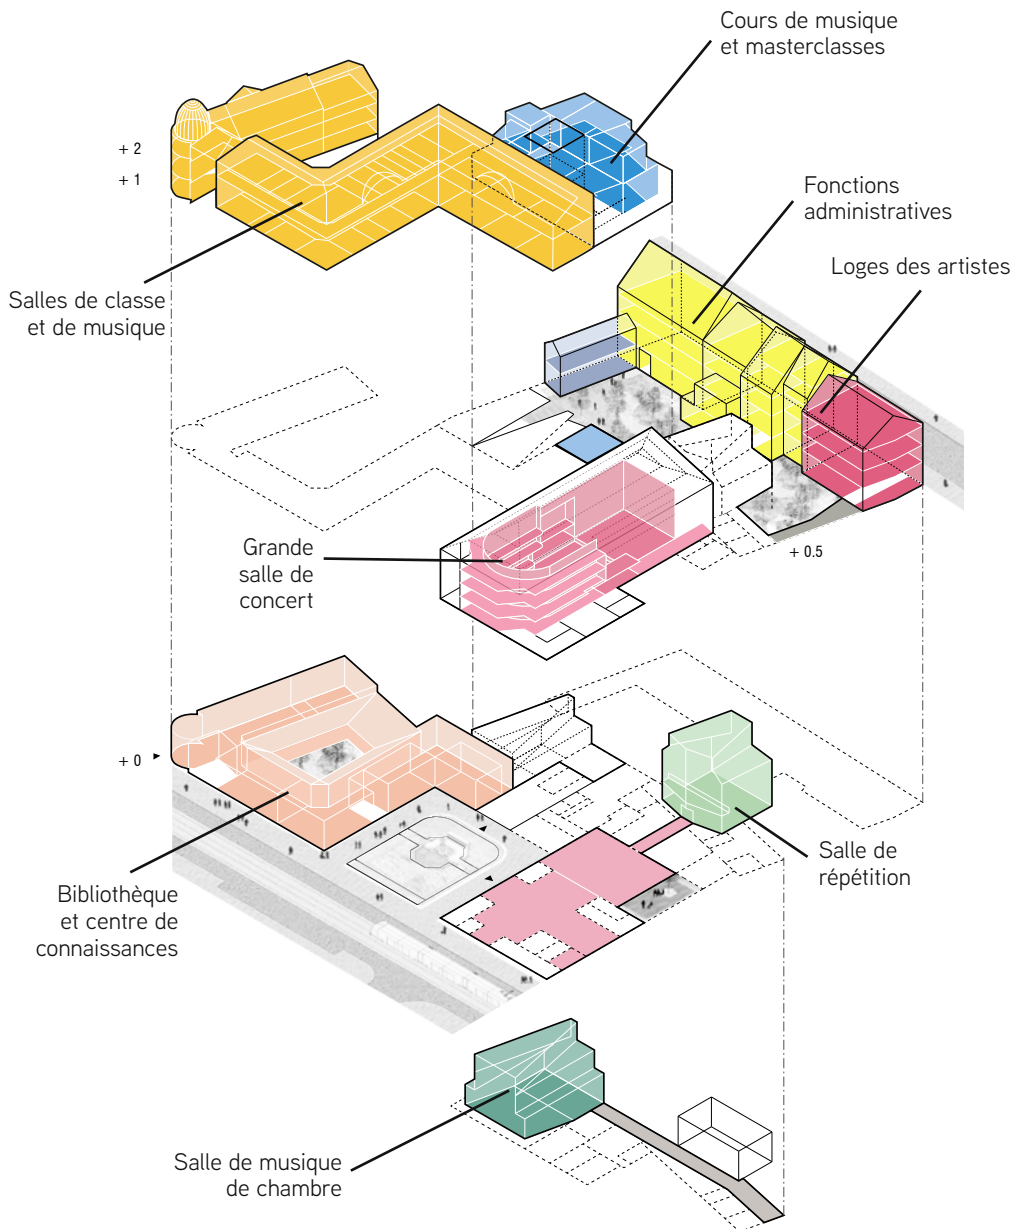 Cours de musique
et masterclasses
+ 2
+ 1
Fonctions
administratives
Loges des artistes
Salles de classe
et de musique
Grande
salle de
concert
+ 0.5
+ 0
Salle de
répétition
Bibliothèque
et centre de
connaissances
Salle de musique
de chambre